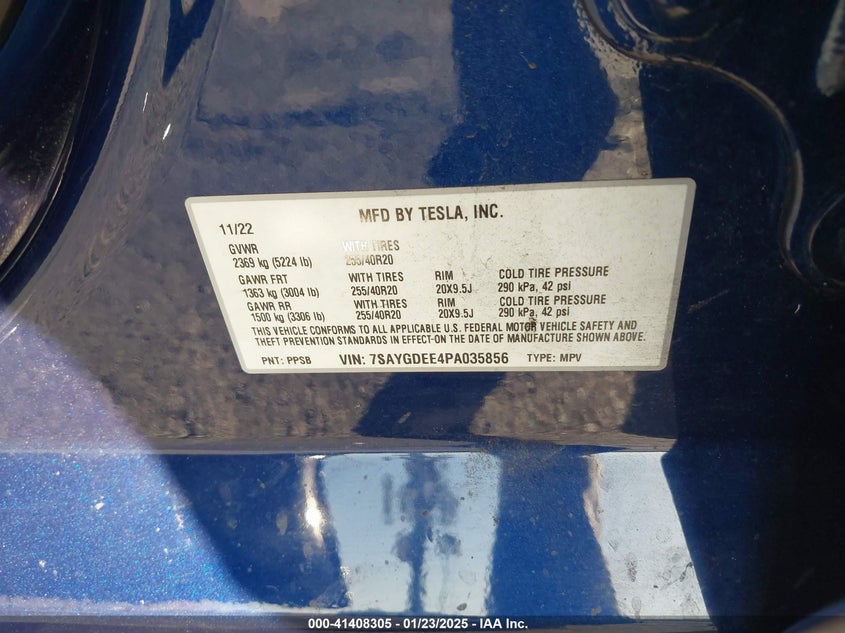 MFD BY TESLA, INC.
11/22
GVWR WITH TIRES
2369 kg (5224 lb) 255/40R20
GAWR FRT WITH TIRES RIM COLD TIRE PRESSURE
1363 kg (3004 lb) 255/40R20 20X9.5J 290 kPa, 42 psi
GAWR RR WITH TIRES RIM COLD TIRE PRESSURE
1500 kg (3306 lb) 255/40R20 20X9.5J 290 kPa, 42 psi
THIS VEHICLE CONFORMS TO ALL APPLICABLE U.S. FEDERAL MOTOR VEHICLE SAFETY AND
THEFT PREVENTION STANDARDS IN EFFECT ON THE DATE OF MANUFACTURE SHOWN ABOVE.
PNT: PPSB VIN: 7SAYGDEE4PA035856 TYPE: MPV
000-41408305 — 01/23/2025 - IAA Inc.